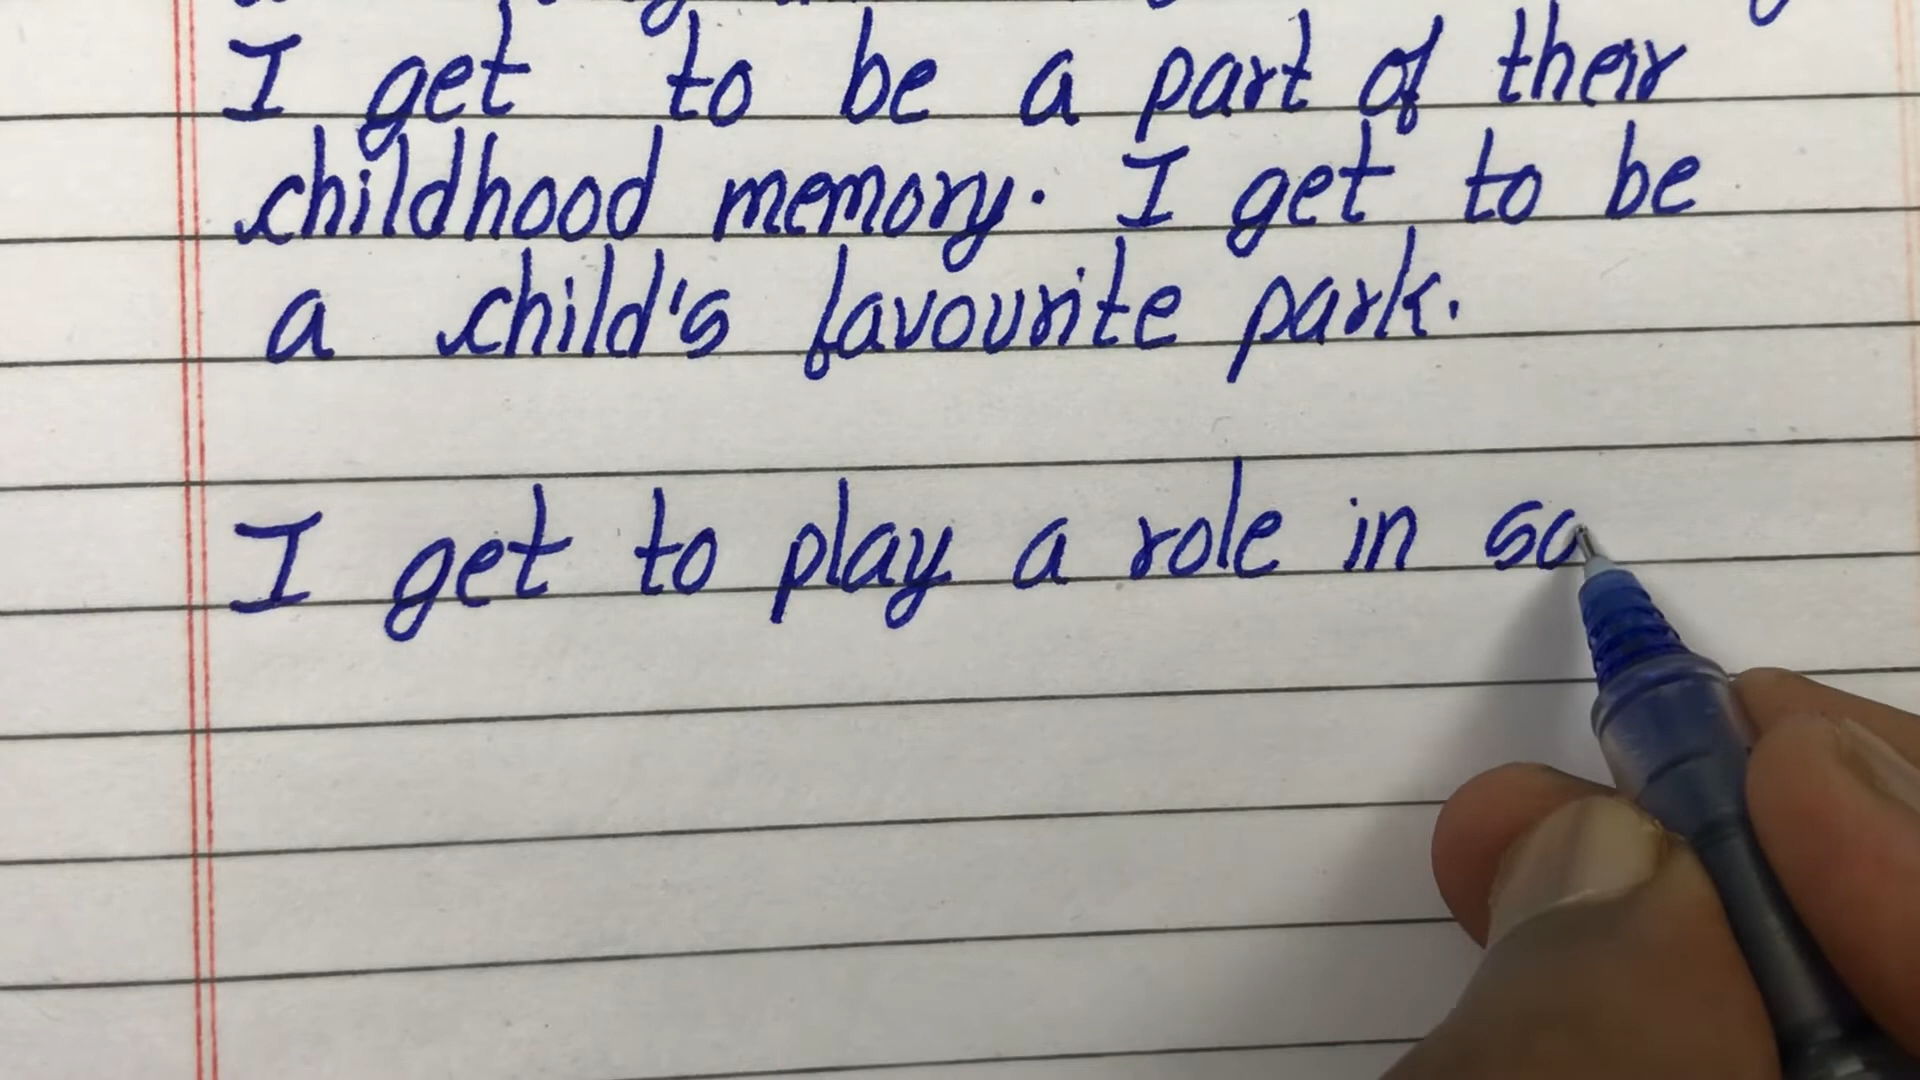 I get to be a part of their
childhood memory. I get to be
a child's favourite park.
I get to play a role in so